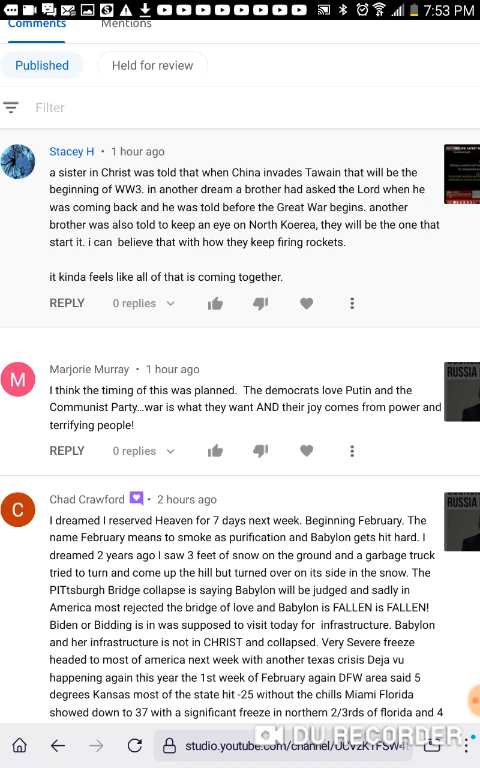 7:53 PM
Comments
Mentions
Published
Held for review
Filter
Stacey H • 1 hour ago
a sister in Christ was told that when China invades Tawain that will be the
beginning of WW3. in another dream a brother had asked the Lord when he
was coming back and he was told before the Great War begins. another
brother was also told to keep an eye on North Koerea, they will be the one that
start it. i can  believe that with how they keep firing rockets.
it kinda feels like all of that is coming together.
REPLY
0 replies
Marjorie Murray • 1 hour ago
RUSSIA
M
I think the timing of this was planned.  The democrats love Putin and the
Communist Party…war is what they want AND their joy comes from power and
terrifying people!
REPLY
0 replies
Chad Crawford • 2 hours ago
RUSSIA
C
I dreamed I reserved Heaven for 7 days next week. Beginning February. The
name February means to smoke as purification and Babylon gets hit hard. I
dreamed 2 years ago I saw 3 feet of snow on the ground and a garbage truck
tried to turn and come up the hill but turned over on its side in the snow. The
PITtsburgh Bridge collapse is saying Babylon will be judged and sadly in
America most rejected the bridge of love and Babylon is FALLEN is FALLEN!
Biden or Bidding is in was supposed to visit today for  infrastructure. Babylon
and her infrastructure is not in CHRIST and collapsed. Very Severe freeze
headed to most of america next week with another texas crisis Deja vu
happening again this year the 1st week of February again DFW area said 5
degrees Kansas most of the state hit -25 without the chills Miami Florida
showed down to 37 with a significant freeze in northern 2/3rds of florida and 4
DU RECORDER
studio.youtube.com/channel/